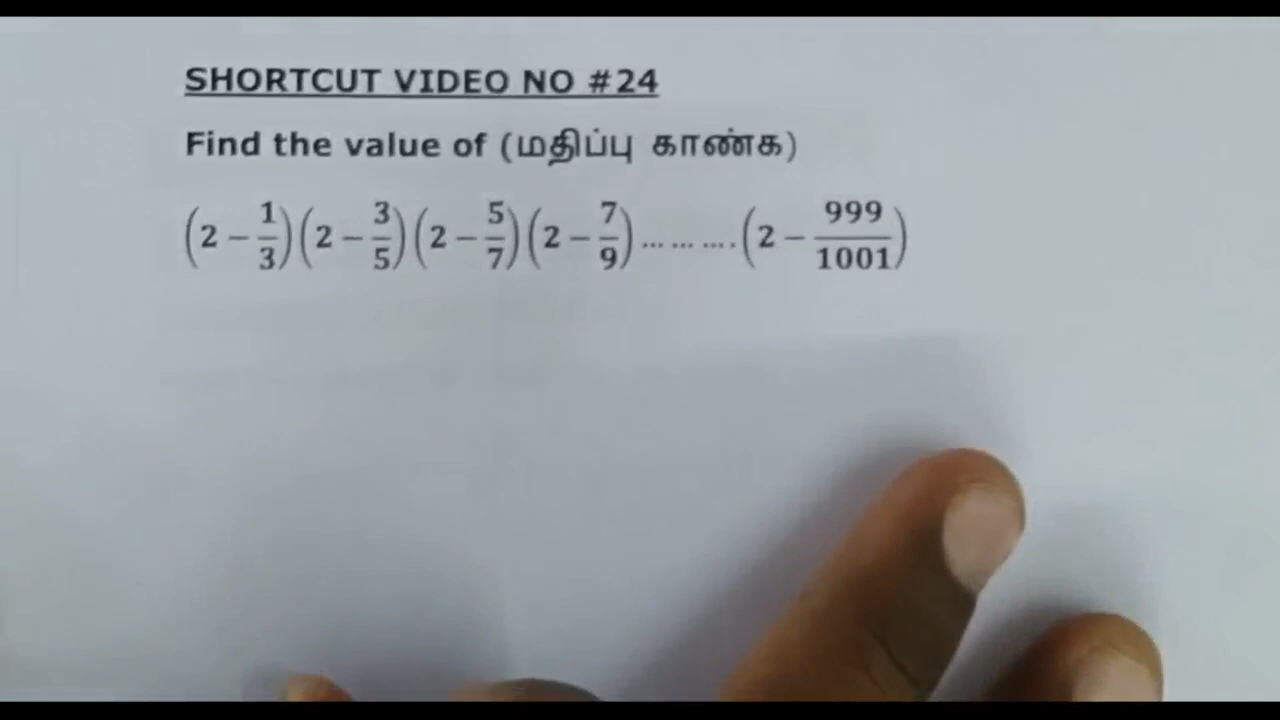 SHORTCUT VIDEO NO #24
Find the value of (மதிப்பு காண்க)
(2 − 1/3)(2 − 3/5)(2 − 5/7)(2 − 7/9)... ... ... .(2 − 999/1001)